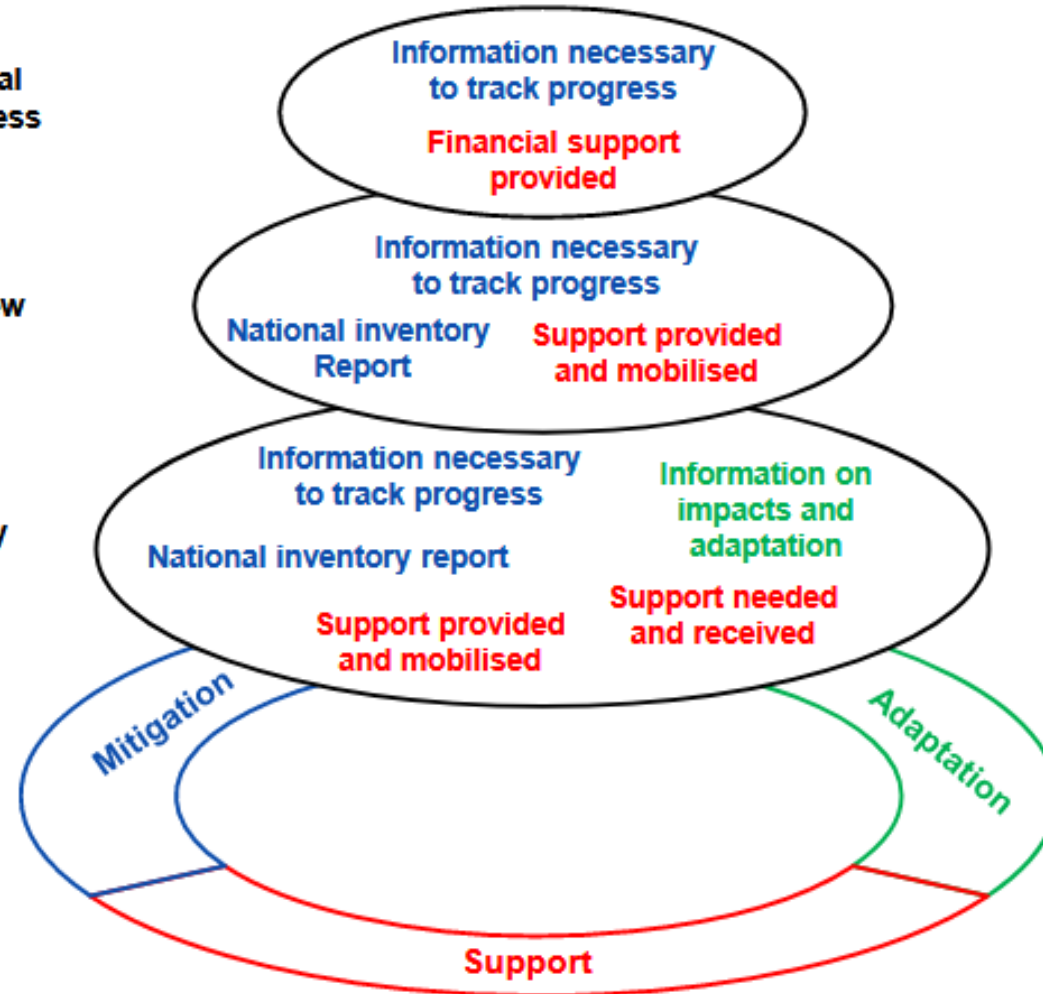 Information necessary
to track progress
Financial support
provided
Information necessary
to track progress
National inventory
Report
Support provided
and mobilised
Information necessary
to track progress
Information on
impacts and
adaptation
National inventory report
Support needed
and received
Support provided
and mobilised
Mitigation
Adaptation
Support